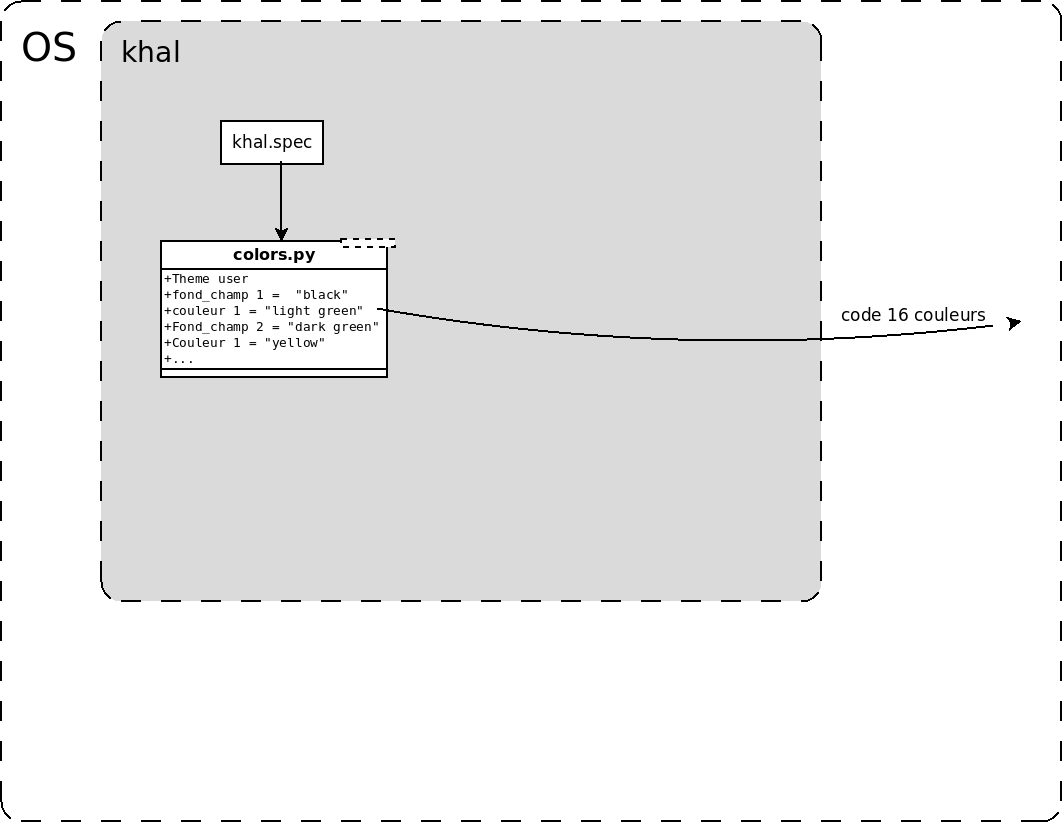 OS
khal
khal.spec
colors.py
+Theme user
+fond_champ 1 =  "black"
+couleur 1 = "light green"
+Fond_champ 2 = "dark green"
+Couleur 1 = "yellow"
+...
code 16 couleurs